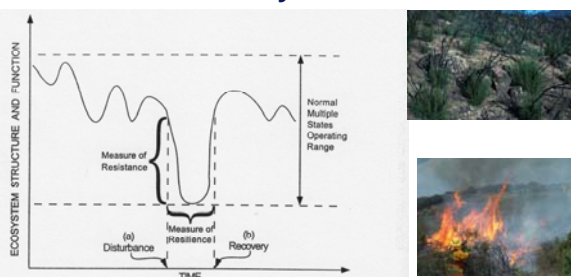 ECOSYSTEM STRUCTURE AND FUNCTION
Normal
Multiple
States
Operating
Range
Measure of
Resistance
Measure of
Resilience
(a)
Disturbance
(b)
Recovery
TIME